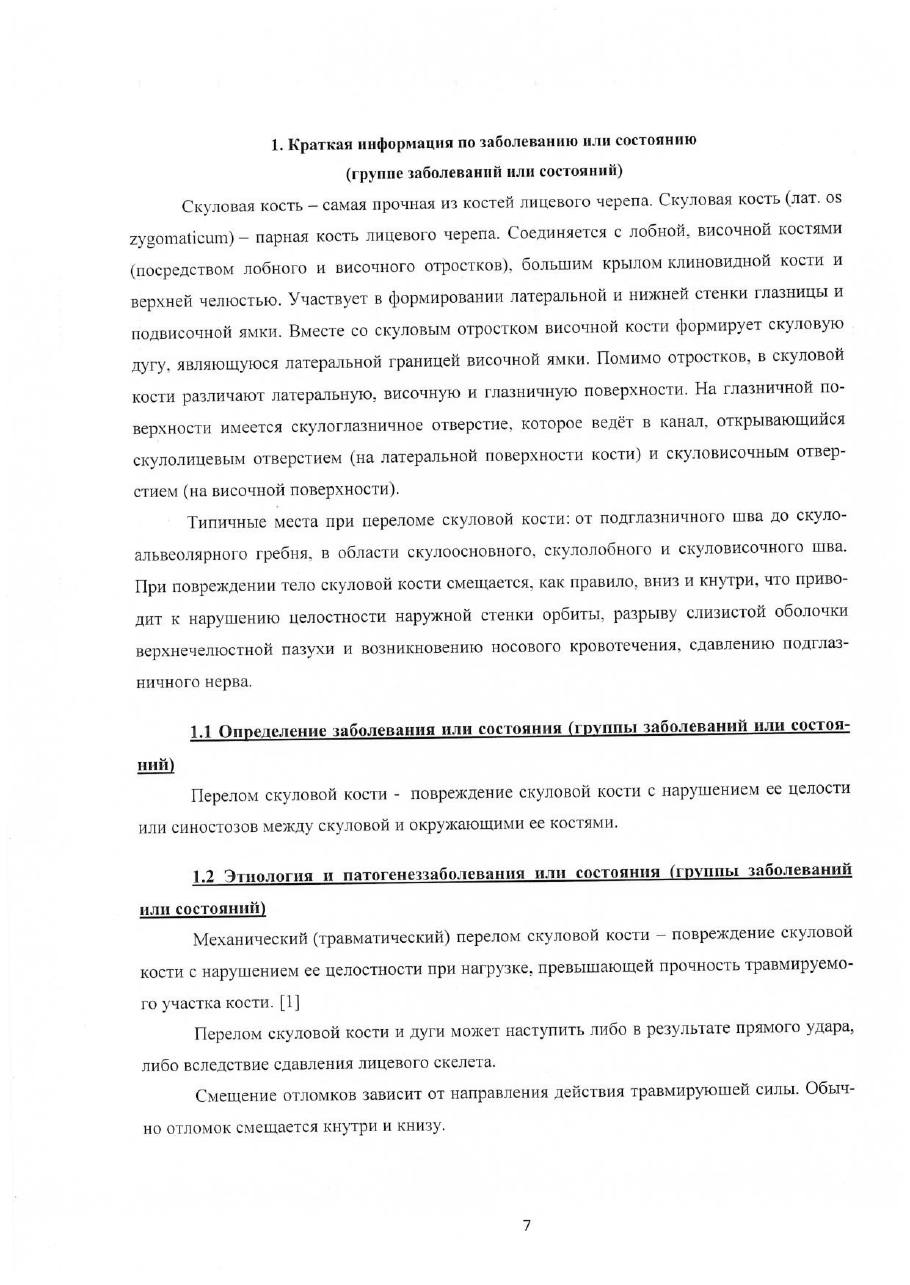 1. Краткая информация по заболеванию или состоянию
(группе заболеваний или состояний)
Скуловая кость – самая прочная из костей лицевого черепа. Скуловая кость (лат. os
zygomaticum) – парная кость лицевого черепа. Соединяется с лобной, височной костями
(посредством лобного и височного отростков), большим крылом клиновидной кости и
верхней челюстью. Участвует в формировании латеральной и нижней стенки глазницы и
подвисочной ямки. Вместе со скуловым отростком височной кости формирует скуловую
дугу, являющуюся латеральной границей височной ямки. Помимо отростков, в скуловой
кости различают латеральную, височную и глазничную поверхности. На глазничной по-
верхности имеется скулоглазничное отверстие, которое ведёт в канал, открывающийся
скулолицевым отверстием (на латеральной поверхности кости) и скуловисочным отвер-
стием (на височной поверхности).
Типичные места при переломе скуловой кости: от подглазничного шва до скуло-
альвеолярного гребня, в области скулоосновного, скулолобного и скуловисочного шва.
При повреждении тело скуловой кости смещается, как правило, вниз и кнутри, что приво-
дит к нарушению целостности наружной стенки орбиты, разрыву слизистой оболочки
верхнечелюстной пазухи и возникновению носового кровотечения, сдавлению подглаз-
ничного нерва.
1.1 Определение заболевания или состояния (группы заболеваний или состоя-
ний)
Перелом скуловой кости - повреждение скуловой кости с нарушением ее целости
или синостозов между скуловой и окружающими ее костями.
1.2 Этиология и патогенеззаболевания или состояния (группы заболеваний
или состояний)
Механический (травматический) перелом скуловой кости – повреждение скуловой
кости с нарушением ее целостности при нагрузке, превышающей прочность травмируемо-
го участка кости. [1]
Перелом скуловой кости и дуги может наступить либо в результате прямого удара,
либо вследствие сдавления лицевого скелета.
Смещение отломков зависит от направления действия травмирующей силы. Обыч-
но отломок смещается кнутри и книзу.
7